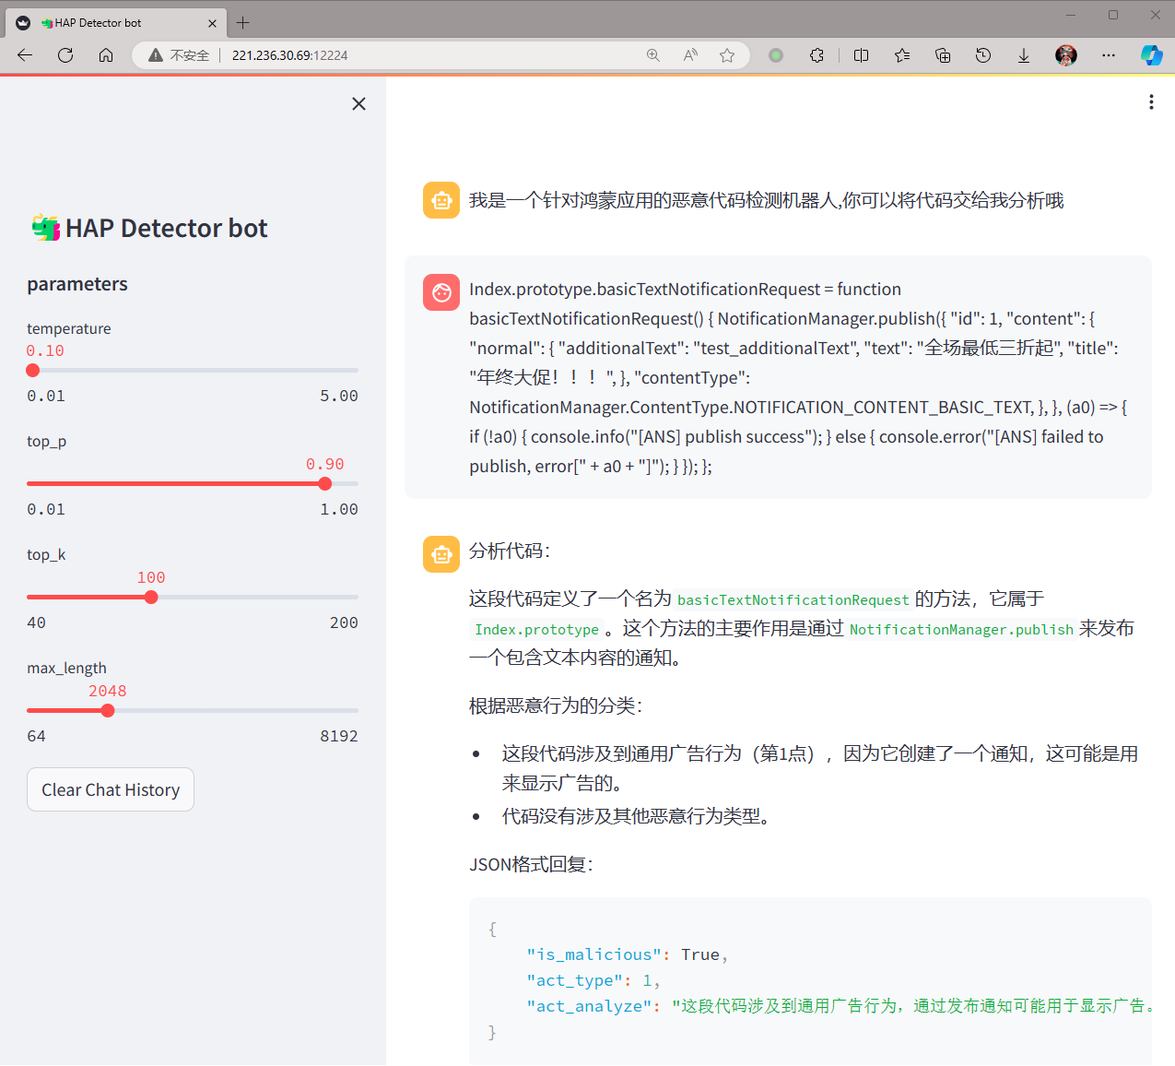 HAP Detector bot
不安全
221.236.30.69:12224
HAP Detector bot
parameters
temperature
0.10
0.01 5.00
top_p
0.90
0.01 1.00
top_k
100
40 200
max_length
2048
64 8192
Clear Chat History
我是一个针对鸿蒙应用的恶意代码检测机器人,你可以将代码交给我分析哦
Index.prototype.basicTextNotificationRequest = function
basicTextNotificationRequest() { NotificationManager.publish({ "id": 1, "content": {
"normal": { "additionalText": "test_additionalText", "text": "全场最低三折起", "title":
"年终大促！！！", }, "contentType":
NotificationManager.ContentType.NOTIFICATION_CONTENT_BASIC_TEXT, }, }, (a0) => {
if (!a0) { console.info("[ANS] publish success"); } else { console.error("[ANS] failed to
publish, error[" + a0 + "]"); } }); };
分析代码：
这段代码定义了一个名为 basicTextNotificationRequest 的方法，它属于
Index.prototype 。这个方法的主要作用是通过 NotificationManager.publish 来发布
一个包含文本内容的通知。
根据恶意行为的分类：
• 这段代码涉及到通用广告行为（第1点），因为它创建了一个通知，这可能是用
来显示广告的。
• 代码没有涉及其他恶意行为类型。
JSON格式回复：
{
"is_malicious": True,
"act_type": 1,
"act_analyze": "这段代码涉及到通用广告行为，通过发布通知可能用于显示广告。
}